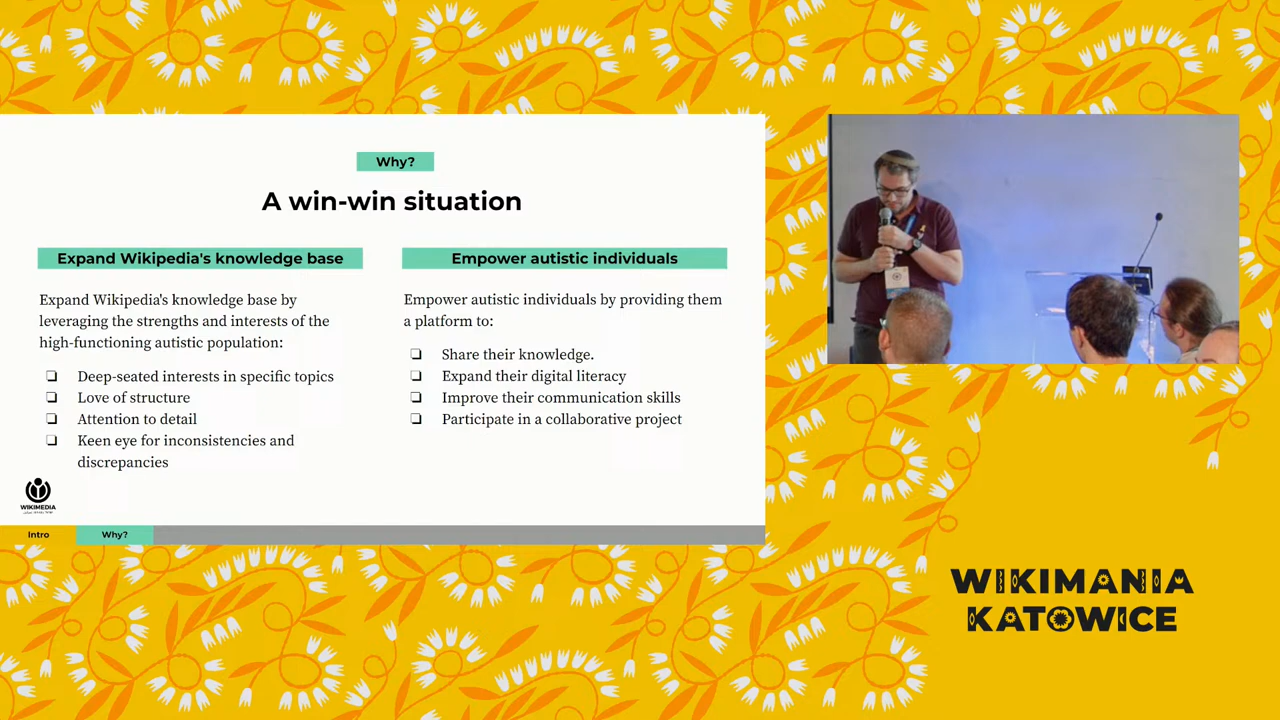 Why?
A win-win situation
Expand Wikipedia's knowledge base
Expand Wikipedia's knowledge base by
leveraging the strengths and interests of the
high-functioning autistic population:
❏ Deep-seated interests in specific topics
❏ Love of structure
❏ Attention to detail
❏ Keen eye for inconsistencies and
discrepancies
Empower autistic individuals
Empower autistic individuals by providing them
a platform to:
❏ Share their knowledge.
❏ Expand their digital literacy
❏ Improve their communication skills
❏ Participate in a collaborative project
WIKIMEDIA
Intro
Why?
WIKIMANIA
KATOWICE